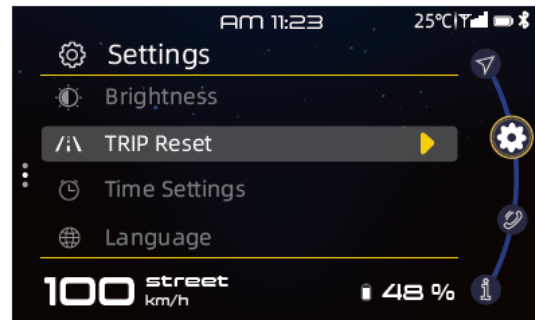 AM 11:23 25°C
Settings
Brightness
TRIP Reset
Time Settings
Language
100 street
km/h
48 %